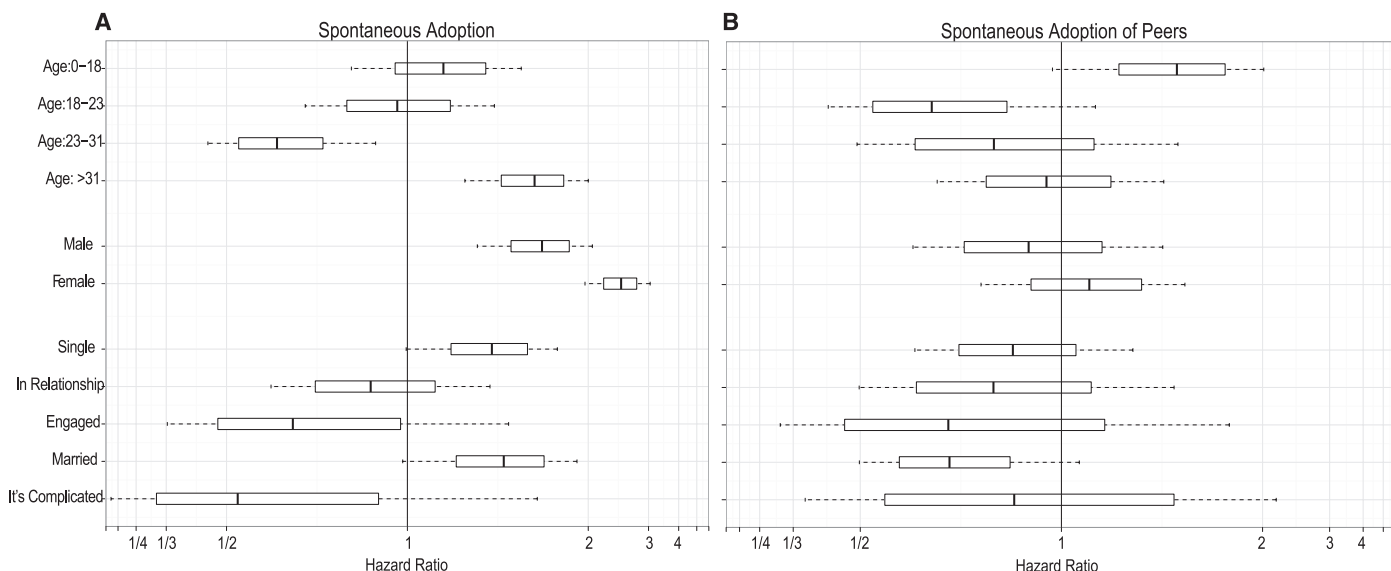 A
B
Spontaneous Adoption
Spontaneous Adoption of Peers
Age:0−18
Age:18−23
Age:23−31
Age: >31
Male
Female
Single
In Relationship
Engaged
Married
It's Complicated
1/4 1/3 1/2 1 2 3 4
1/4 1/3 1/2 1 2 3 4
Hazard Ratio
Hazard Ratio